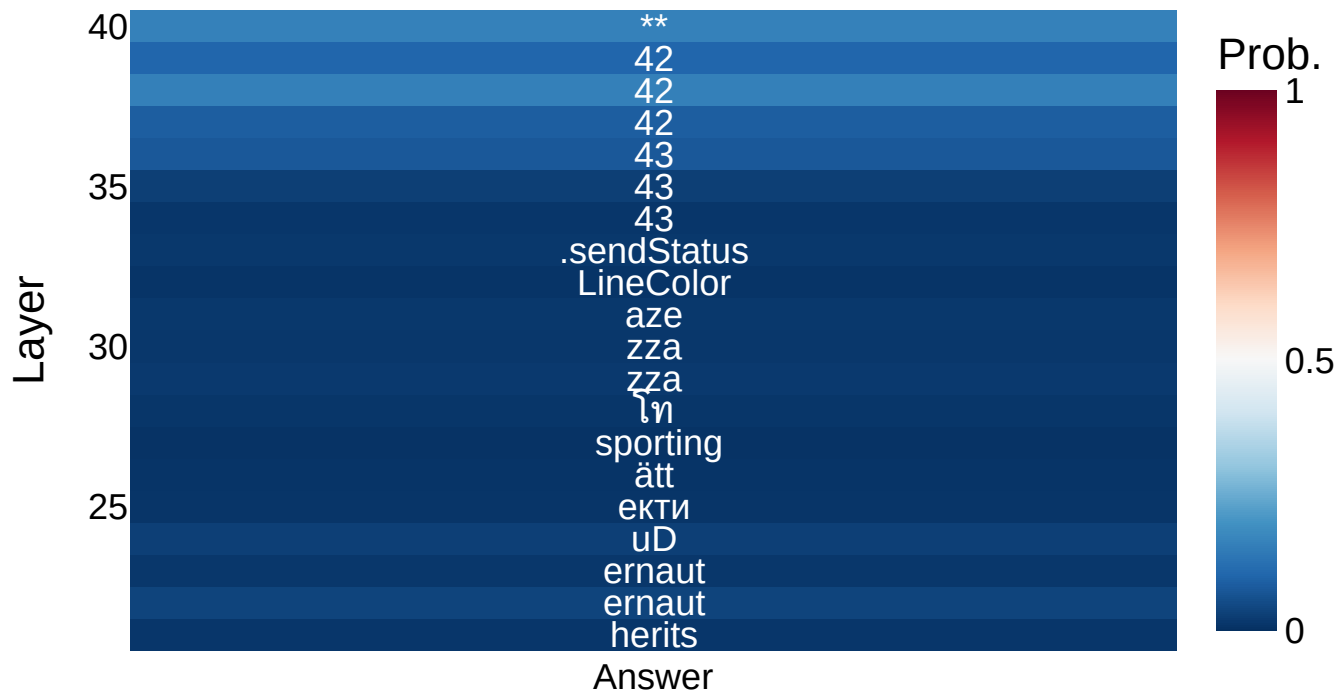 40
**
42
42
42
43
35
43
43
.sendStatus
LineColor
aze
30
zza
zza
โท
sporting
ätt
25
екти
uD
ernaut
ernaut
herits
Answer
Layer
Prob.
1
0.5
0